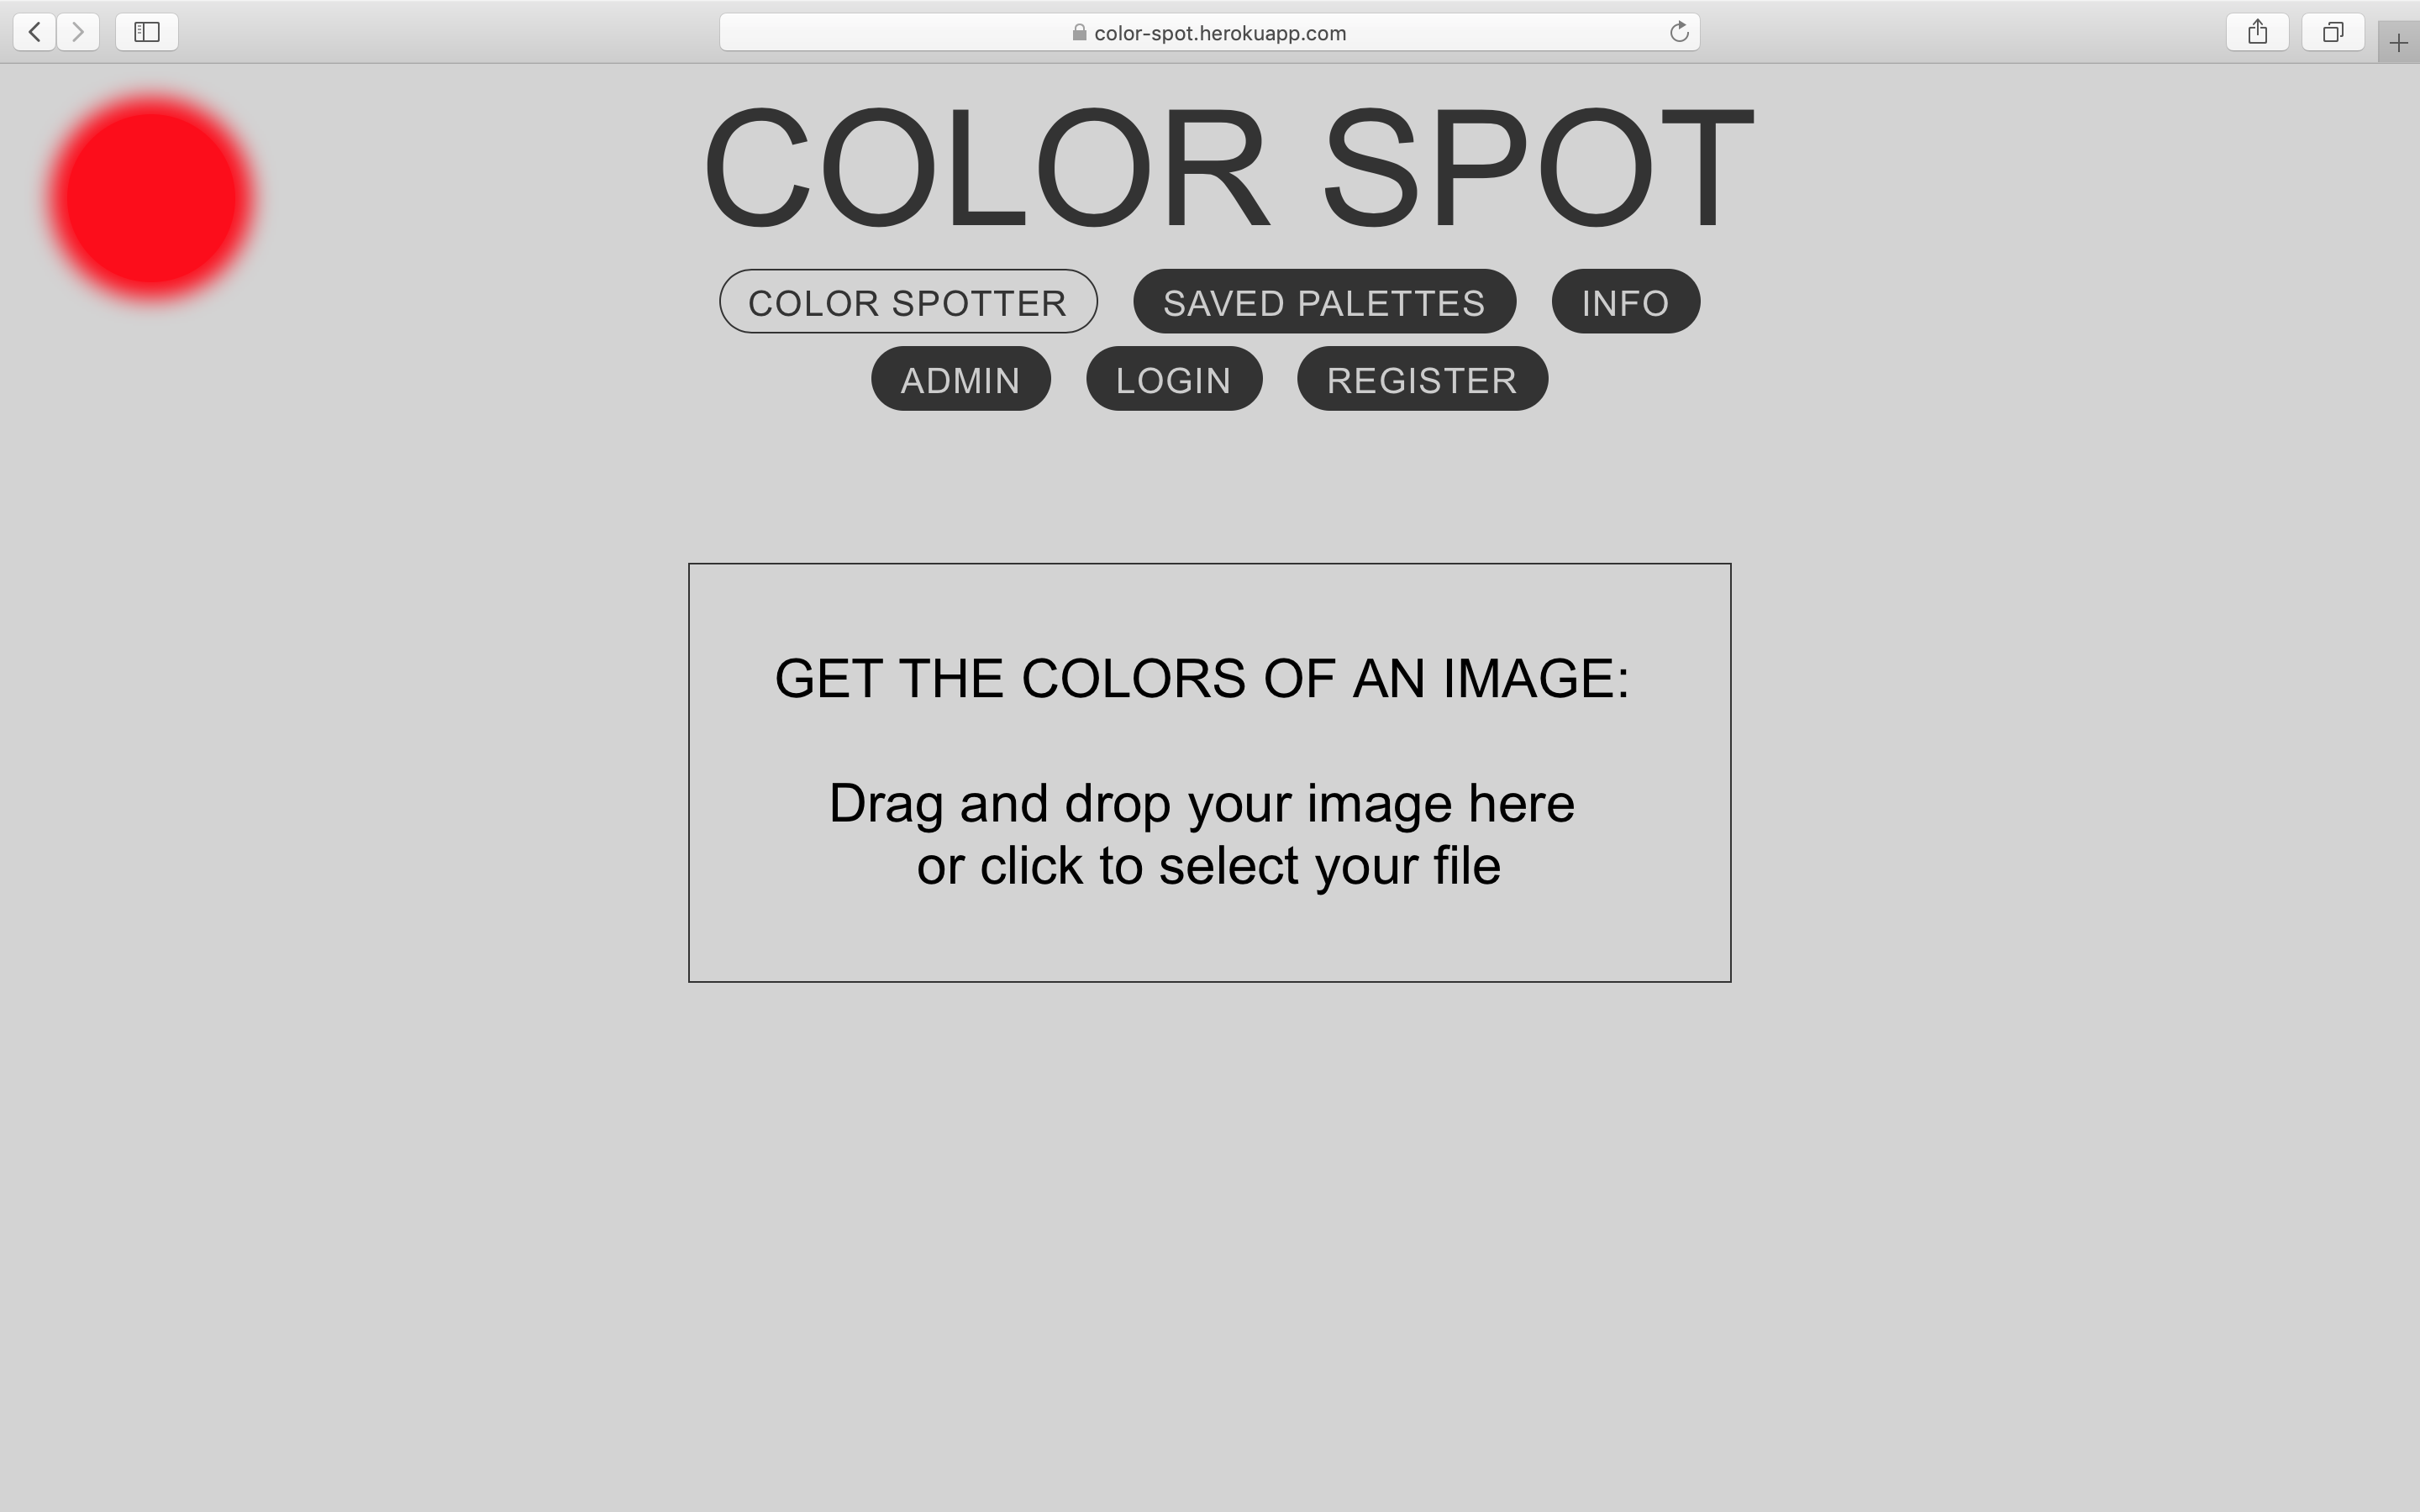 color-spot.herokuapp.com
COLOR SPOT
COLOR SPOTTER SAVED PALETTES INFO
ADMIN LOGIN REGISTER
GET THE COLORS OF AN IMAGE:
Drag and drop your image here
or click to select your file